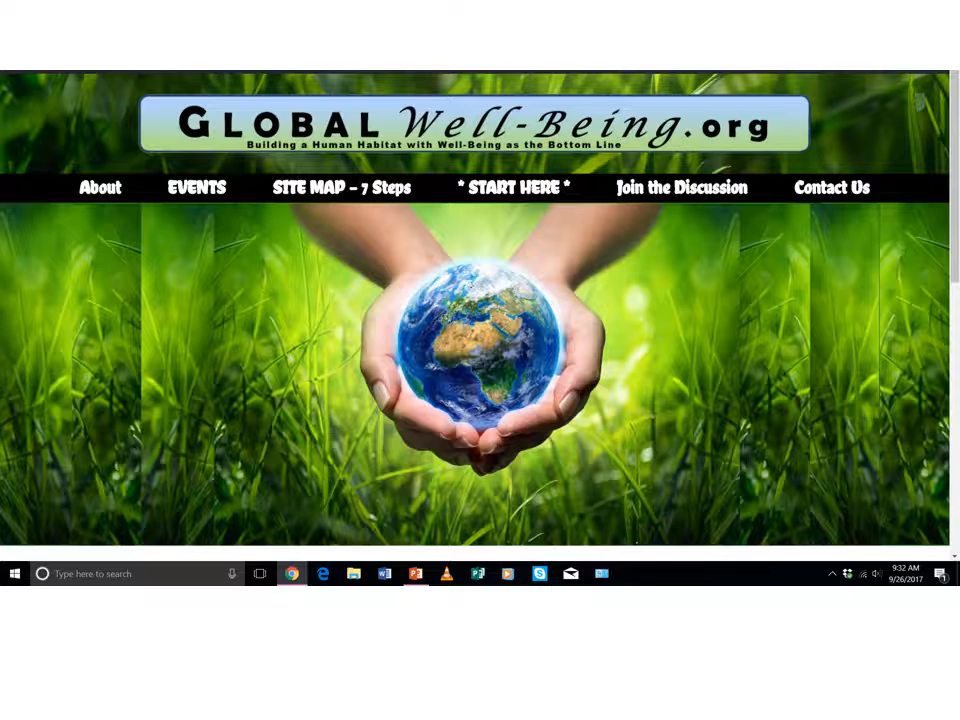 GLOBAL Well-Being.org
Building a Human Habitat with Well-Being as the Bottom Line
About EVENTS SITE MAP – 7 Steps * START HERE * Join the Discussion Contact Us
Type here to search
9:32 AM
9/26/2017
1